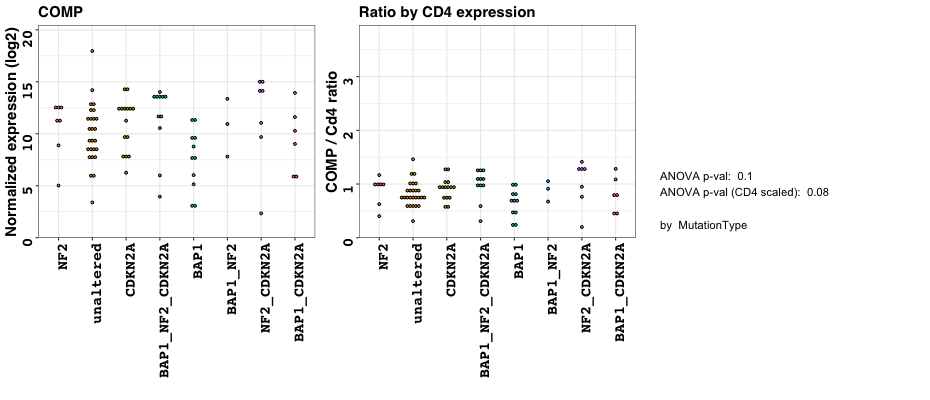 COMP
Normalized expression (log2)
20
15
10
5
0
NF2
unaltered
CDKN2A
BAP1_NF2_CDKN2A
BAP1
BAP1_NF2
NF2_CDKN2A
BAP1_CDKN2A
Ratio by CD4 expression
COMP / Cd4 ratio
3
2
1
0
NF2
unaltered
CDKN2A
BAP1_NF2_CDKN2A
BAP1
BAP1_NF2
NF2_CDKN2A
BAP1_CDKN2A
ANOVA p-val: 0.1
ANOVA p-val (CD4 scaled): 0.08
by MutationType